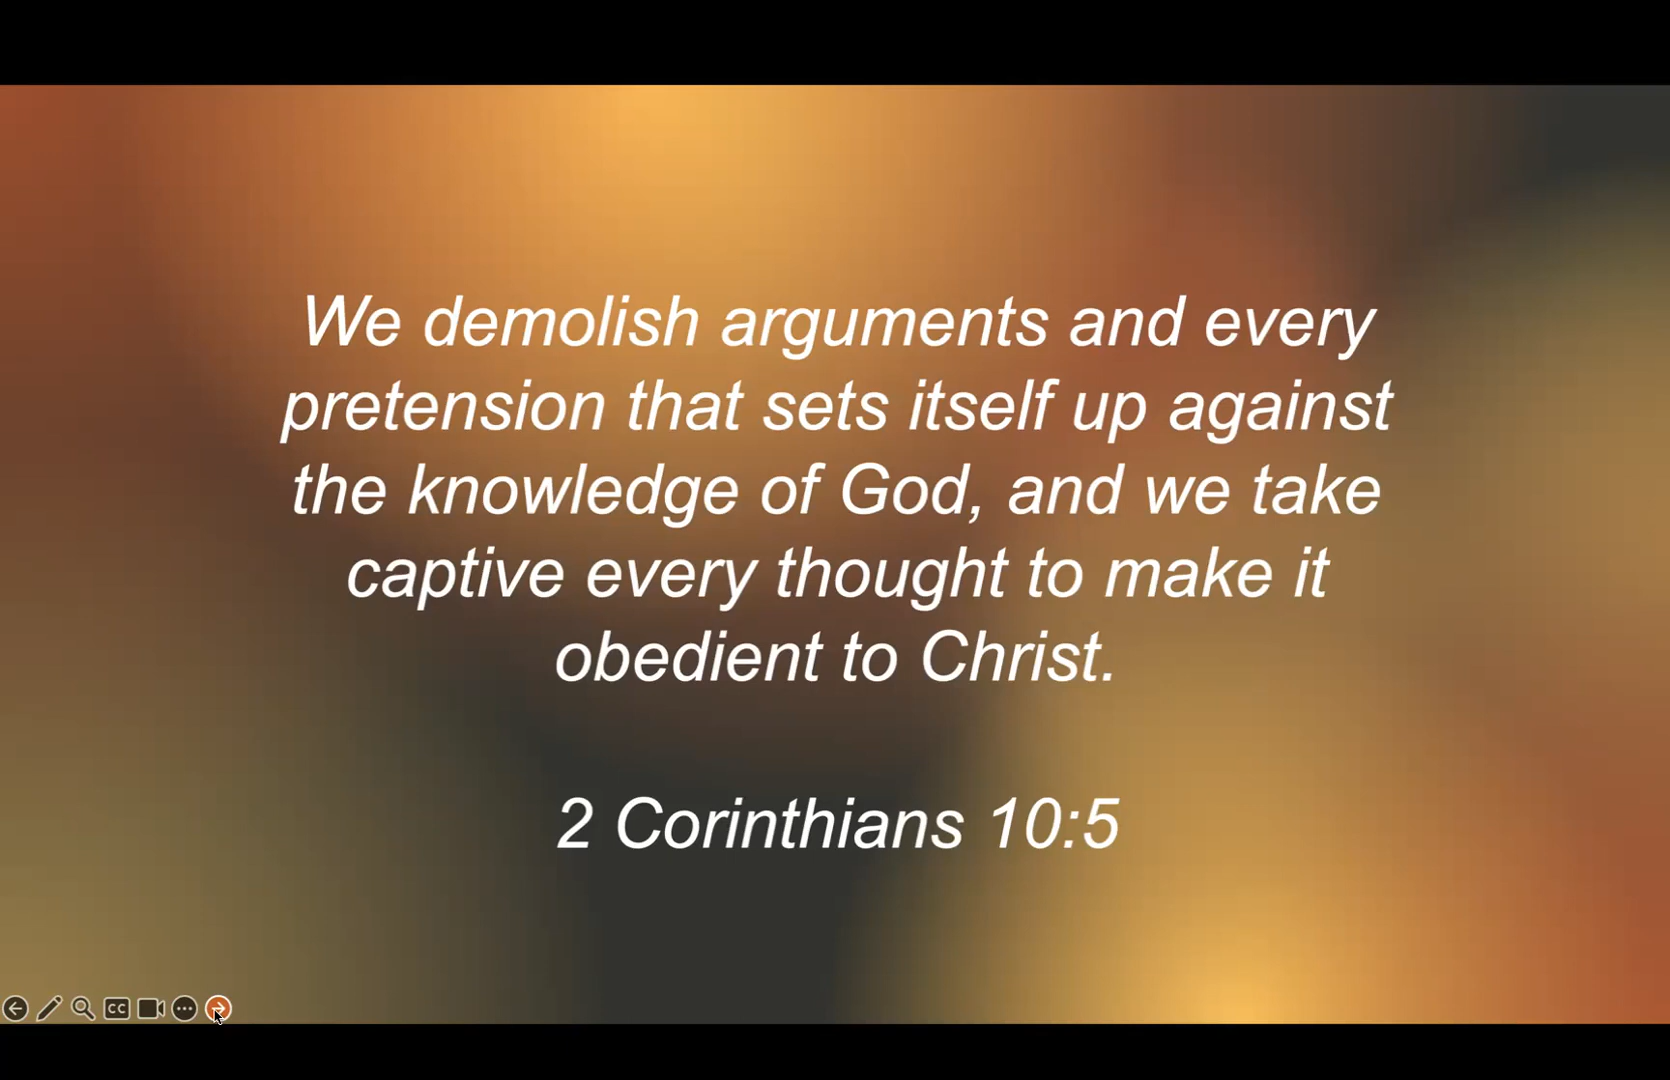 We demolish arguments and every
pretension that sets itself up against
the knowledge of God, and we take
captive every thought to make it
obedient to Christ.
2 Corinthians 10:5
CC